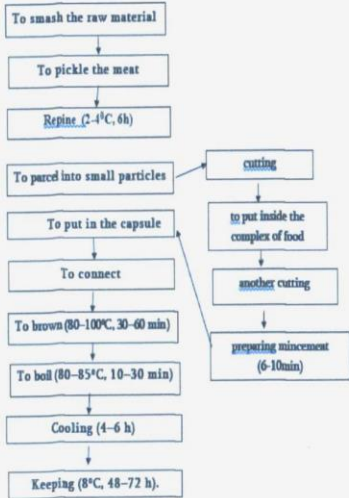 To smash the raw material
To pickle the meat
Repine (2-4⁰C, 6h)
To parcel into small particles
cutting
to put inside the
complex of food
another cutting
preparing mincement
(6-10min)
To put in the capsule
To connect
To brown (80-100⁰C, 30-60 min)
To boil (80-85⁰C, 10-30 min)
Cooling (4-6 h)
Keeping (8⁰C, 48-72 h).